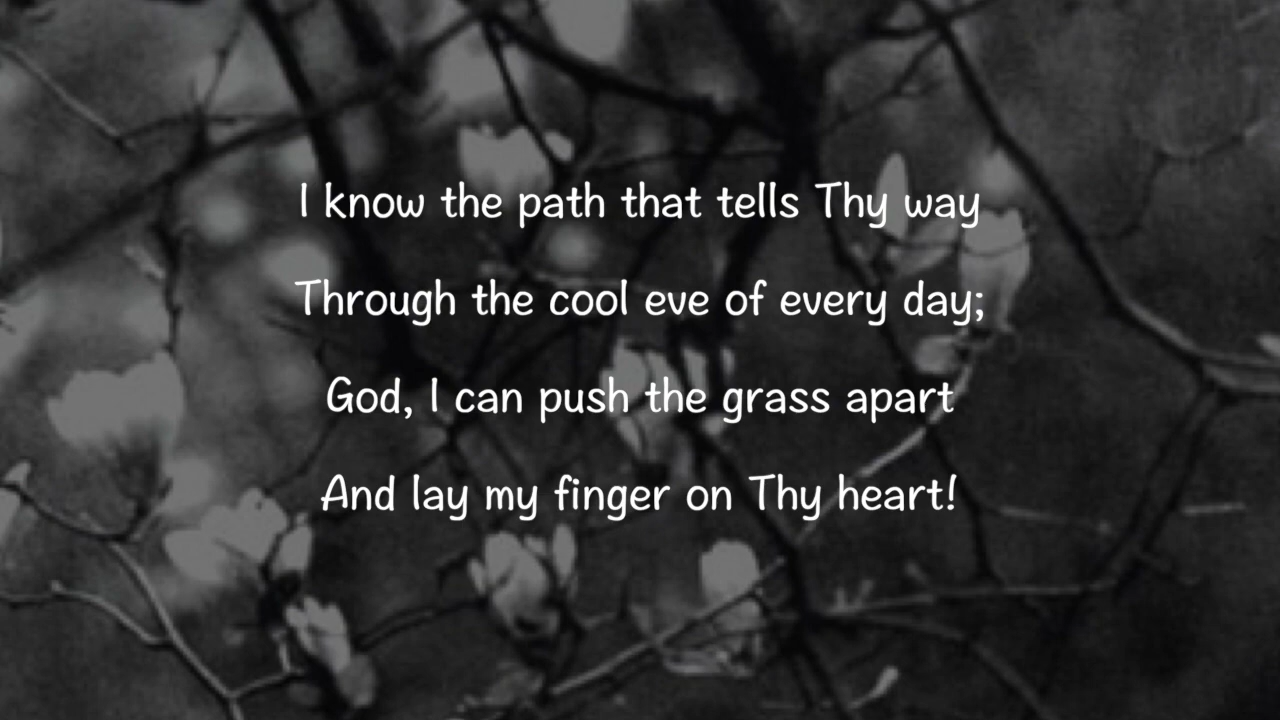 I know the path that tells Thy way
Through the cool eve of every day;
God, I can push the grass apart
And lay my finger on Thy heart!